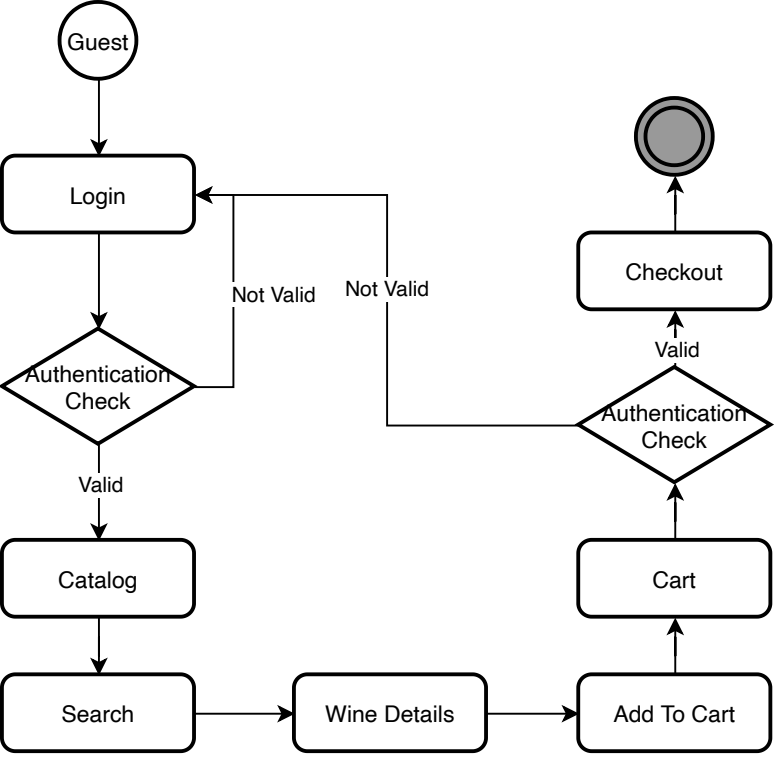 Guest
Login
Not Valid
Authentication
Check
Valid
Catalog
Search
Wine Details
Add To Cart
Cart
Authentication
Check
Not Valid
Valid
Checkout